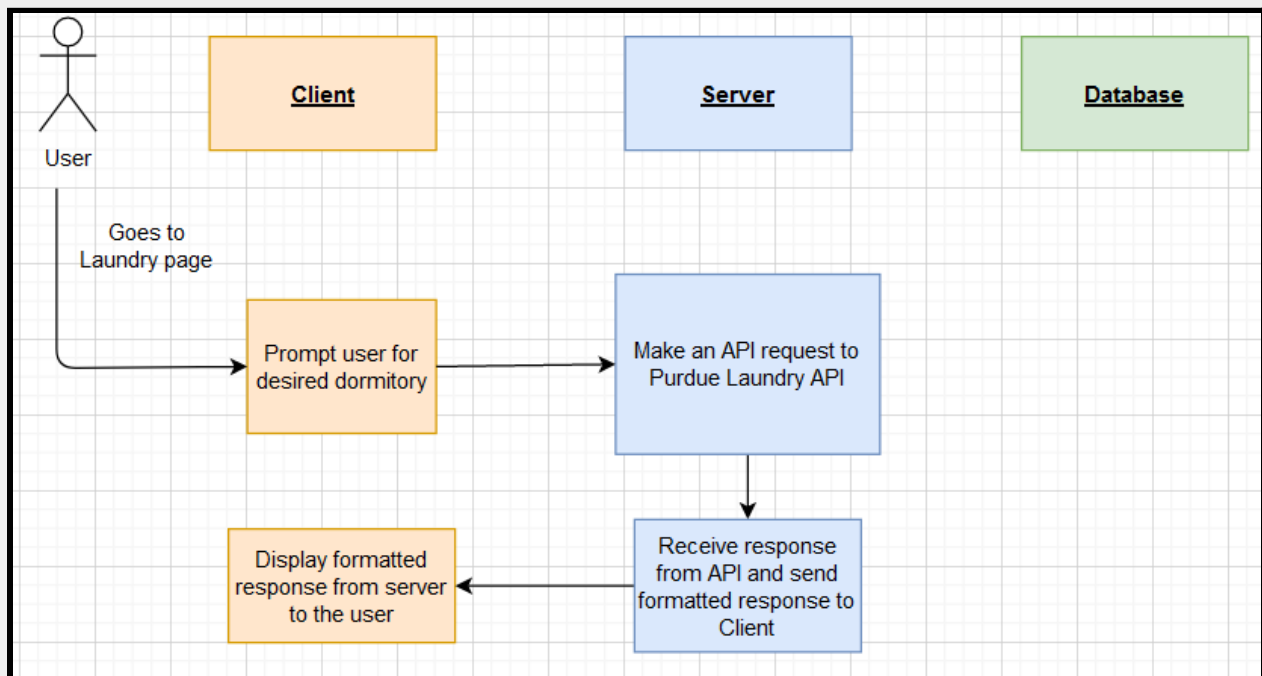 Client
Server
Database
User
Goes to
Laundry page
Prompt user for
desired dormitory
Make an API request to
Purdue Laundry API
Receive response
from API and send
formatted response to
Client
Display formatted
response from server
to the user